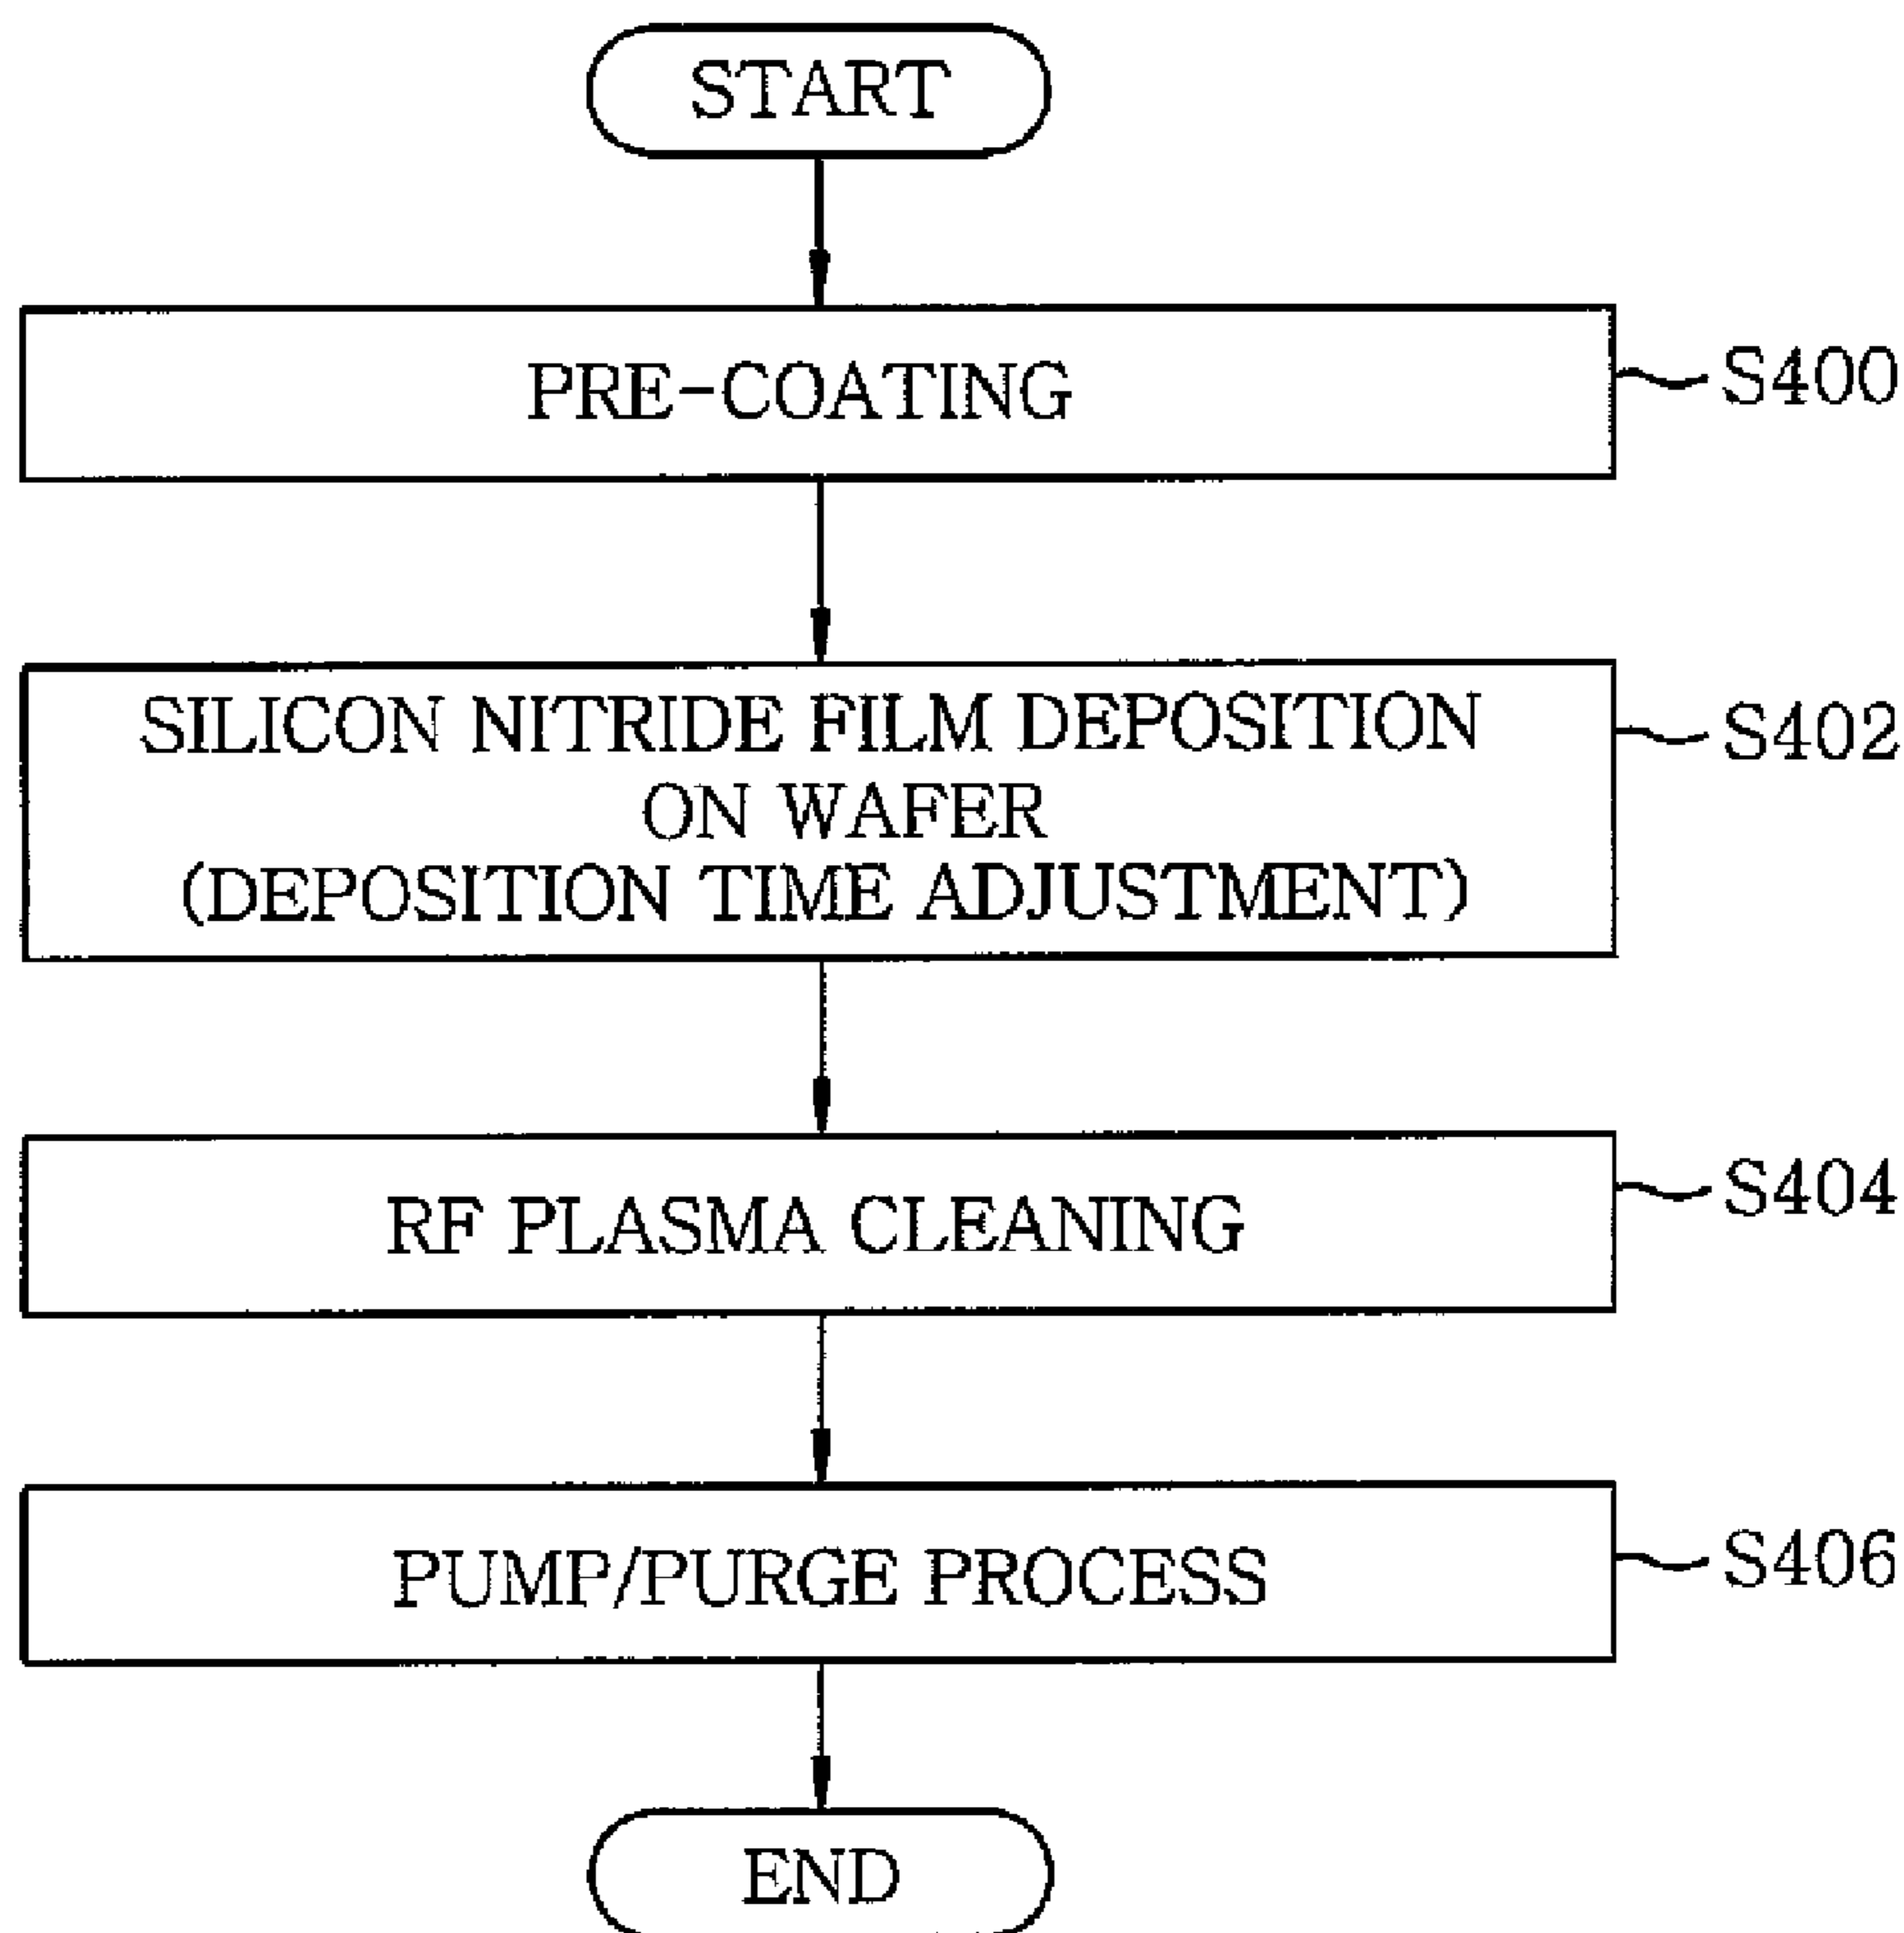 START
PRE-COATING
S400
SILICON NITRIDE FILM DEPOSITION
ON WAFER
(DEPOSITION TIME ADJUSTMENT)
S402
RF PLASMA CLEANING
S404
PUMP/PURGE PROCESS
S406
END